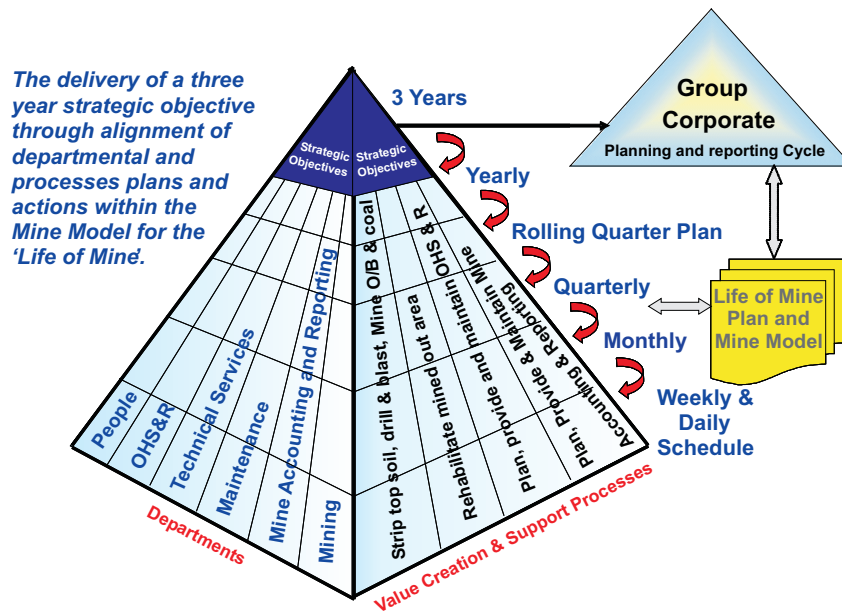 The delivery of a three
year strategic objective
through alignment of
departmental and
processes plans and
actions within the
Mine Model for the
‘Life of Mine’.
3 Years
Group
Corporate
Planning and reporting Cycle
Strategic
Objectives
Strategic
Objectives
Yearly
Rolling Quarter Plan
Quarterly
Monthly
Weekly &
Daily
Schedule
Life of Mine
Plan and
Mine Model
People
OHS&R
Technical Services
Maintenance
Mine Accounting and Reporting
Mining
Strip top soil, drill & blast, Mine O/B & coal
Rehabilitate mined out area
Plan, provide and maintain OHS & R
Plan, Provide & Maintain Mine
Accounting & Reporting
Departments
Value Creation & Support Processes